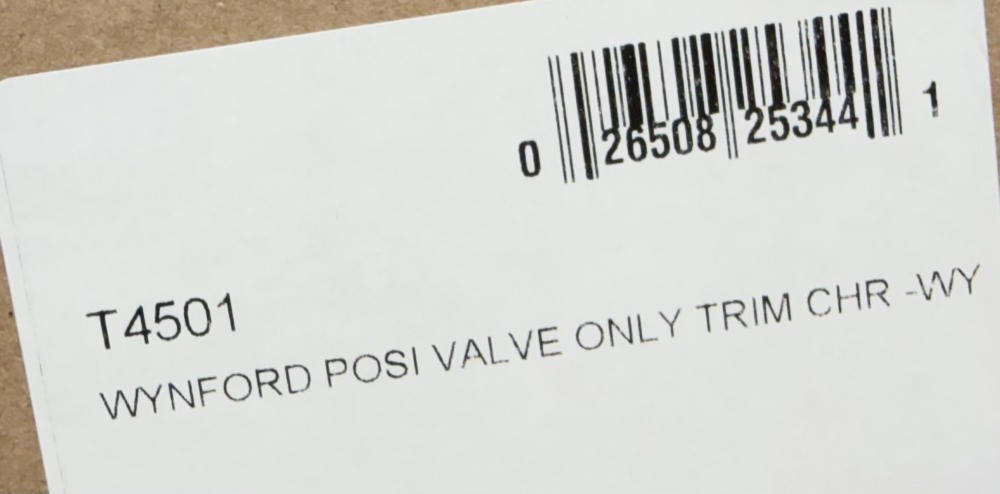 0 26508 25344 1
T4501
WYNFORD POSI VALVE ONLY TRIM CHR -WY